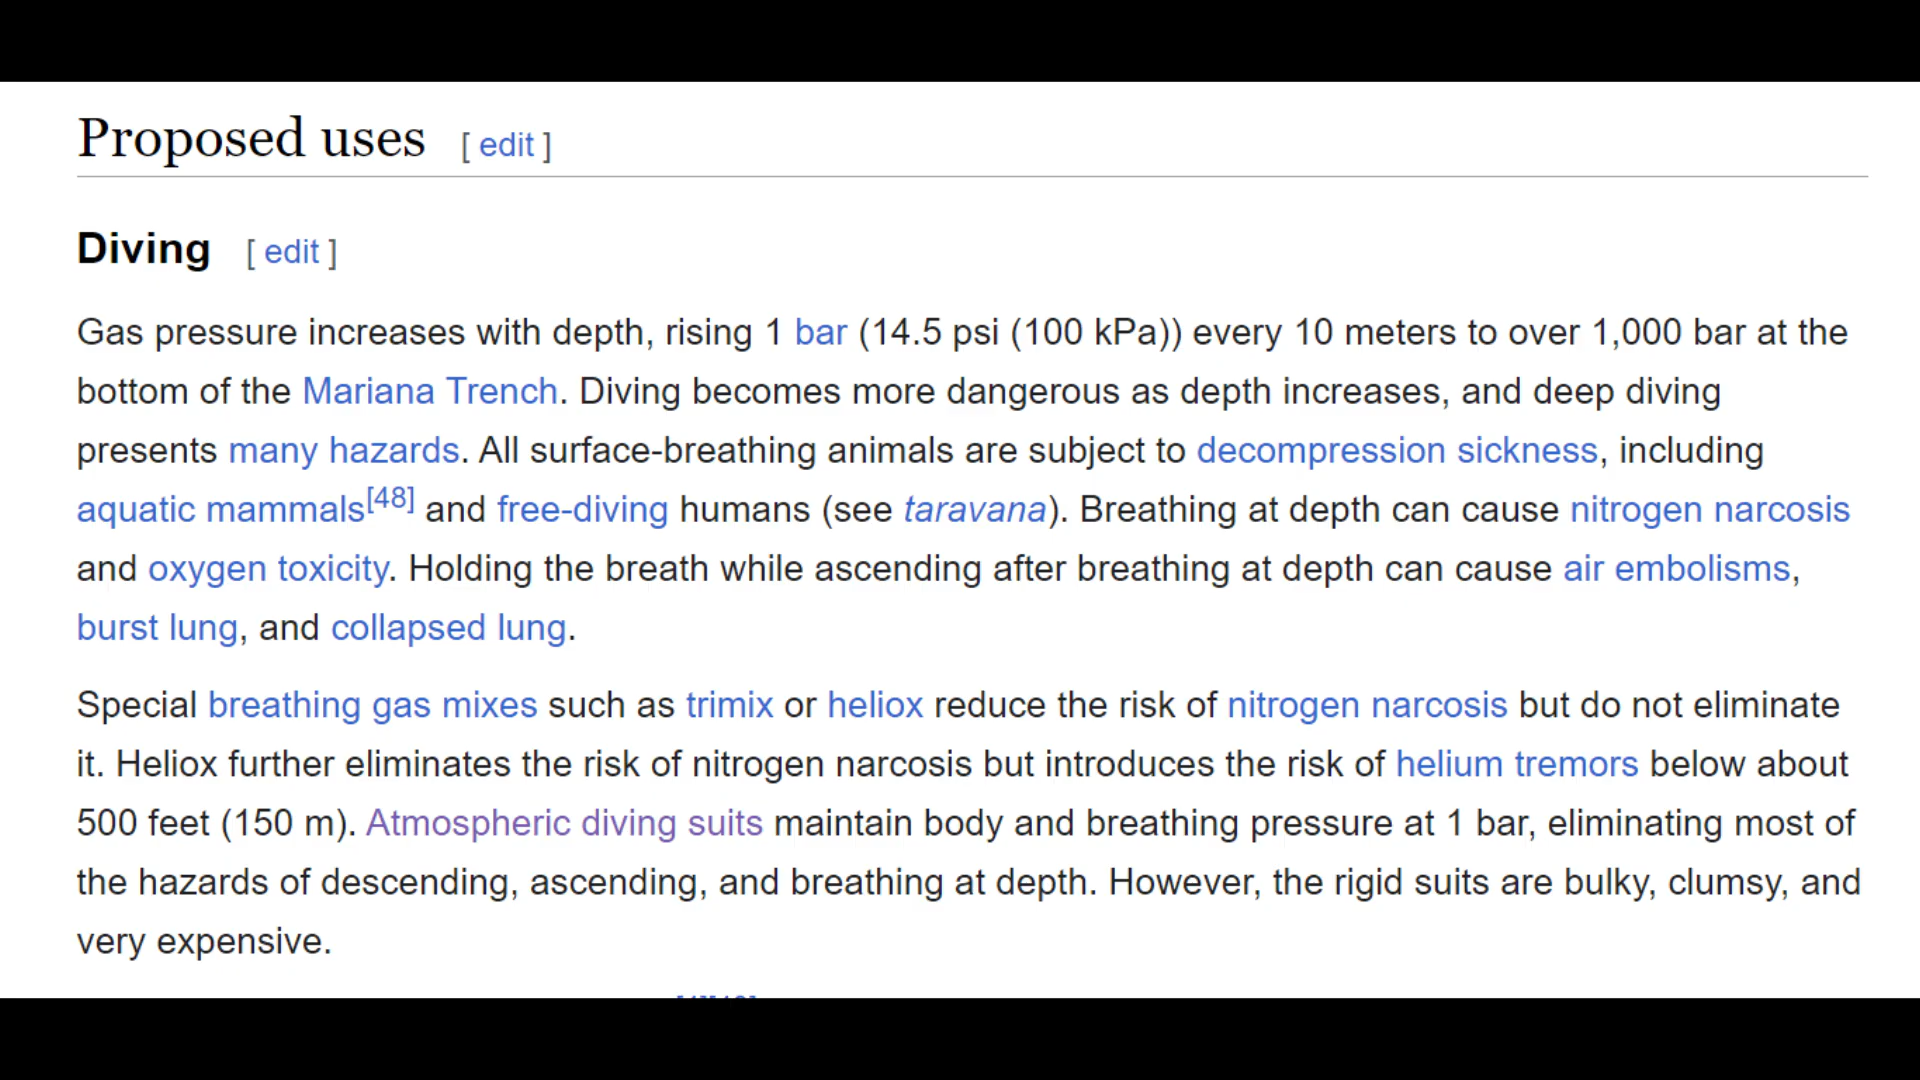 Proposed uses [ edit ]
Diving [ edit ]
Gas pressure increases with depth, rising 1 bar (14.5 psi (100 kPa)) every 10 meters to over 1,000 bar at the
bottom of the Mariana Trench. Diving becomes more dangerous as depth increases, and deep diving
presents many hazards. All surface-breathing animals are subject to decompression sickness, including
aquatic mammals[48] and free-diving humans (see taravana). Breathing at depth can cause nitrogen narcosis
and oxygen toxicity. Holding the breath while ascending after breathing at depth can cause air embolisms,
burst lung, and collapsed lung.
Special breathing gas mixes such as trimix or heliox reduce the risk of nitrogen narcosis but do not eliminate
it. Heliox further eliminates the risk of nitrogen narcosis but introduces the risk of helium tremors below about
500 feet (150 m). Atmospheric diving suits maintain body and breathing pressure at 1 bar, eliminating most of
the hazards of descending, ascending, and breathing at depth. However, the rigid suits are bulky, clumsy, and
very expensive.